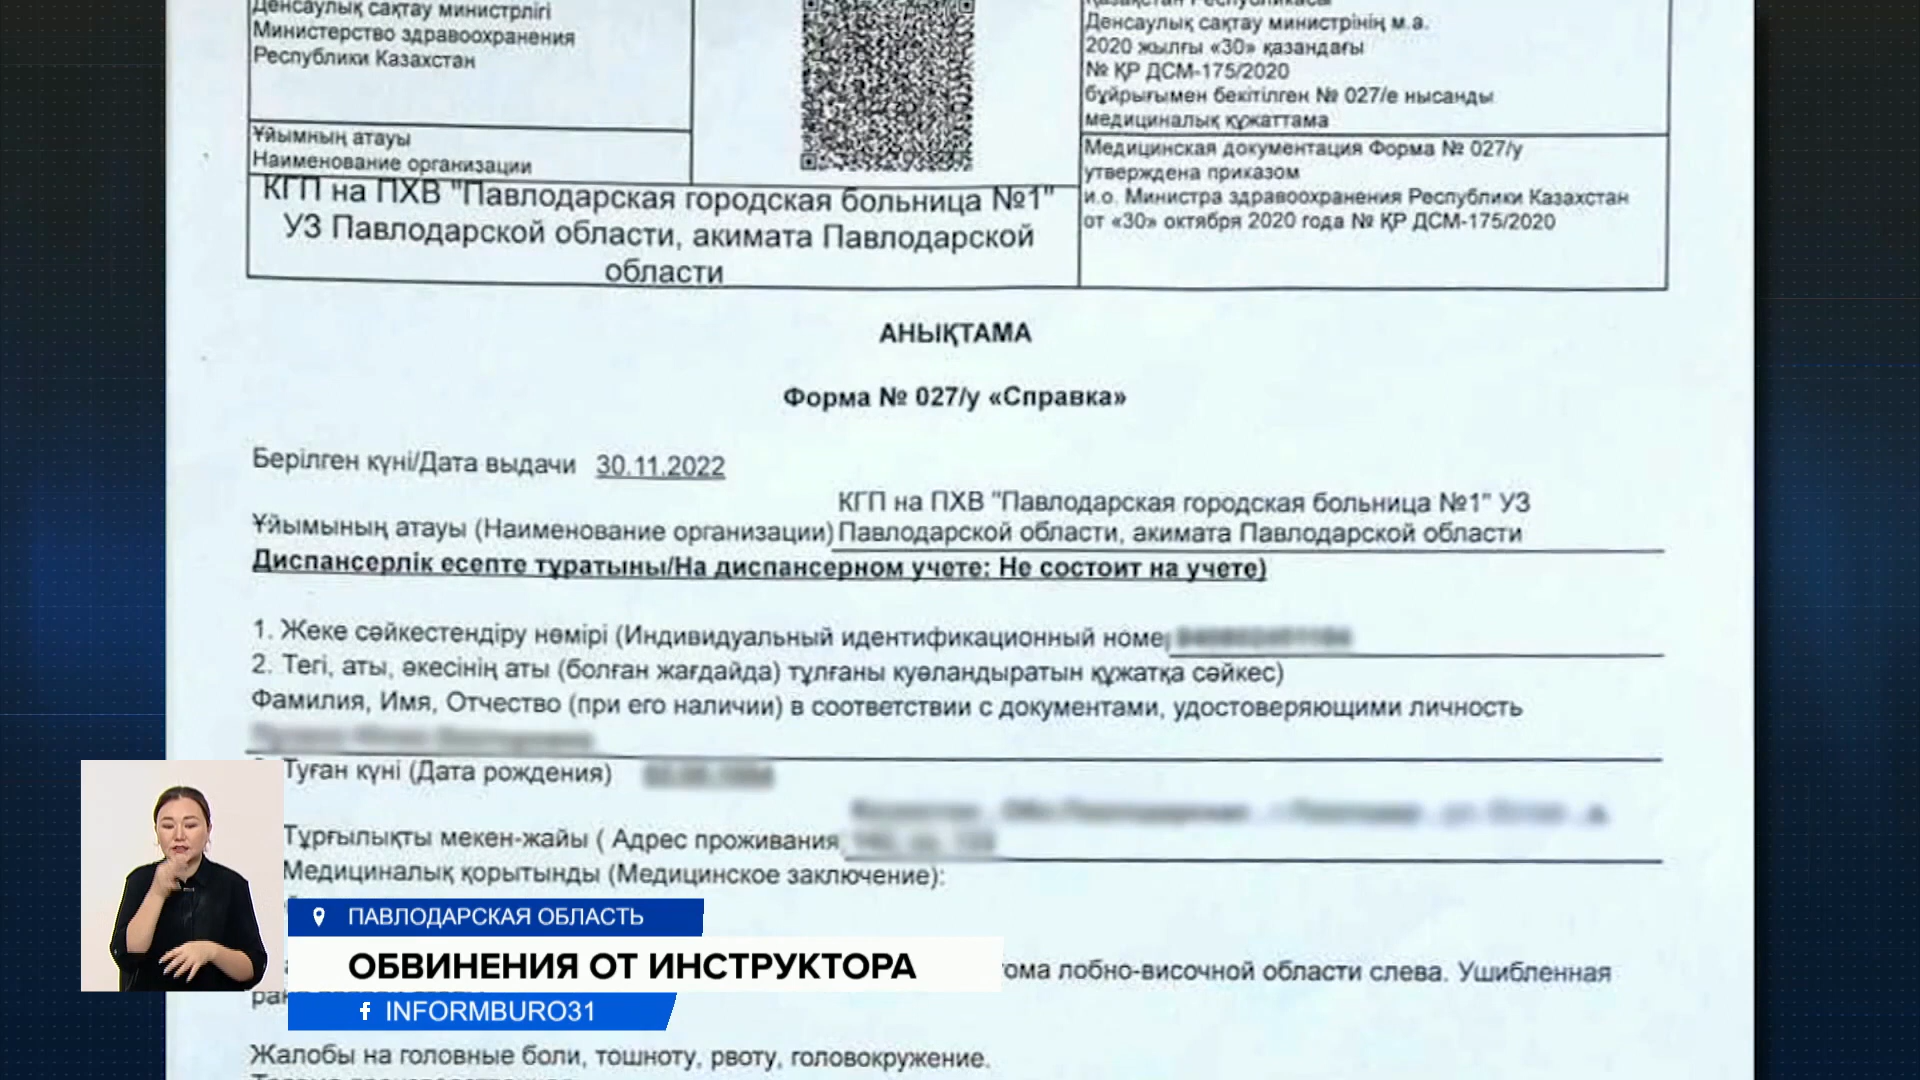 Денсаулық сақтау министрлігі
Министерство здравоохранения
Республики Казахстан
Ұйымның атауы
Наименование организации
КГП на ПХВ "Павлодарская городская больница №1"
УЗ Павлодарской области, акимата Павлодарской
области
Қазақстан Республикасы
Денсаулық сақтау министрінің м.а.
2020 жылғы «30» қазандағы
№ ҚР ДСМ-175/2020
бұйрығымен бекітілген № 027/е нысанды
медициналық құжаттама
Медицинская документация Форма № 027/у
утверждена приказом
и.о. Министра здравоохранения Республики Казахстан
от «30» октября 2020 года № ҚР ДСМ-175/2020
АНЫҚТАМА
Форма № 027/у «Справка»
Берілген күні/Дата выдачи 30.11.2022
КГП на ПХВ "Павлодарская городская больница №1" УЗ
Ұйымының атауы (Наименование организации) Павлодарской области, акимата Павлодарской области
Диспансерлік есепте тұратыны/На диспансерном учете: Не состоит на учете)
1. Жеке сәйкестендіру нөмірі (Индивидуальный идентификационный номе
2. Тегі, аты, әкесінің аты (болған жағдайда) тұлғаны куәландыратын құжатқа сәйкес)
Фамилия, Имя, Отчество (при его наличии) в соответствии с документами, удостоверяющими личность
Туған күні (Дата рождения)
Тұрғылықты мекен-жайы ( Адрес проживания
Медициналық қорытынды (Медицинское заключение):
ПАВЛОДАРСКАЯ ОБЛАСТЬ
ОБВИНЕНИЯ ОТ ИНСТРУКТОРА
тома лобно-височной области слева. Ушибленная
INFORMBURO31
Жалобы на головные боли, тошноту, рвоту, головокружение.